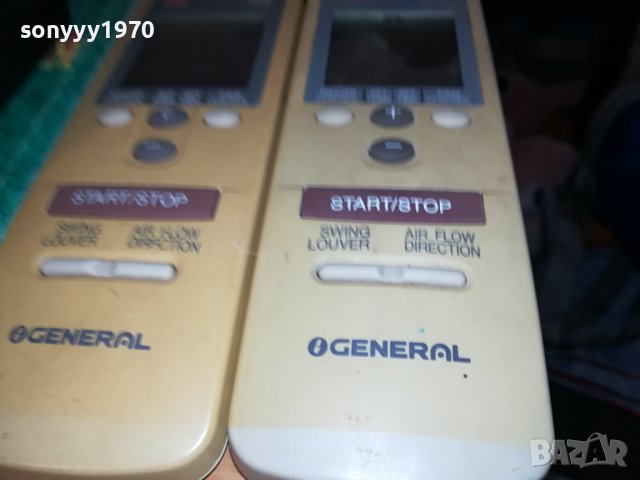 sonyyy1970
START/STOP
SWING LOUVER
AIR FLOW DIRECTION
GENERAL
START/STOP
SWING LOUVER
AIR FLOW DIRECTION
GENERAL
BAZAR